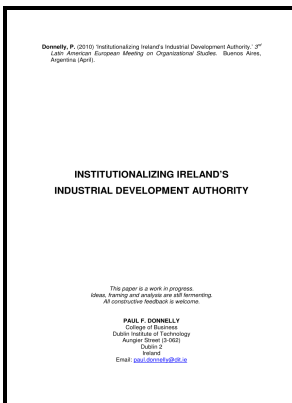 Donnelly, P. (2010) 'Institutionalizing Ireland's Industrial Development Authority.' 3rd
Latin American European Meeting on Organizational Studies. Buenos Aires,
Argentina (April).
INSTITUTIONALIZING IRELAND'S
INDUSTRIAL DEVELOPMENT AUTHORITY
This paper is a work in progress.
Ideas, framing and analysis are still fermenting.
All constructive feedback is welcome.
PAUL F. DONNELLY
College of Business
Dublin Institute of Technology
Aungier Street (3-062)
Dublin 2
Ireland
Email: paul.donnelly@dit.ie